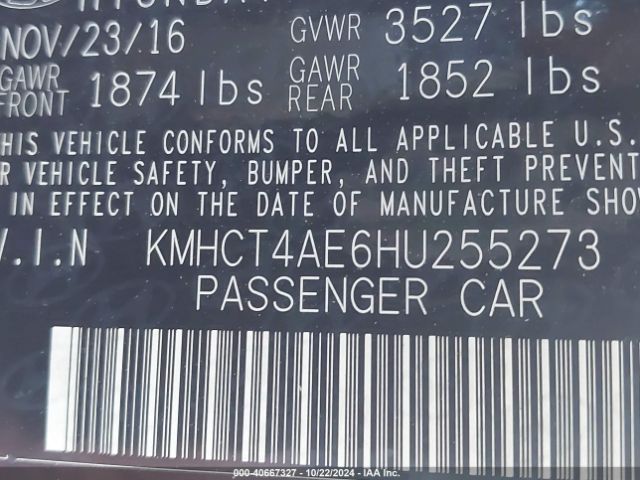 HYUNDAI
NOV/23/16 GVWR 3527 lbs
GAWR FRONT 1874 lbs GAWR REAR 1852 lbs
THIS VEHICLE CONFORMS TO ALL APPLICABLE U.S.
R VEHICLE SAFETY, BUMPER, AND THEFT PREVENT
IN EFFECT ON THE DATE OF MANUFACTURE SHO
V.I.N KMHCT4AE6HU255273
PASSENGER CAR
000-40667327 - 10/22/2024 - IAA Inc.